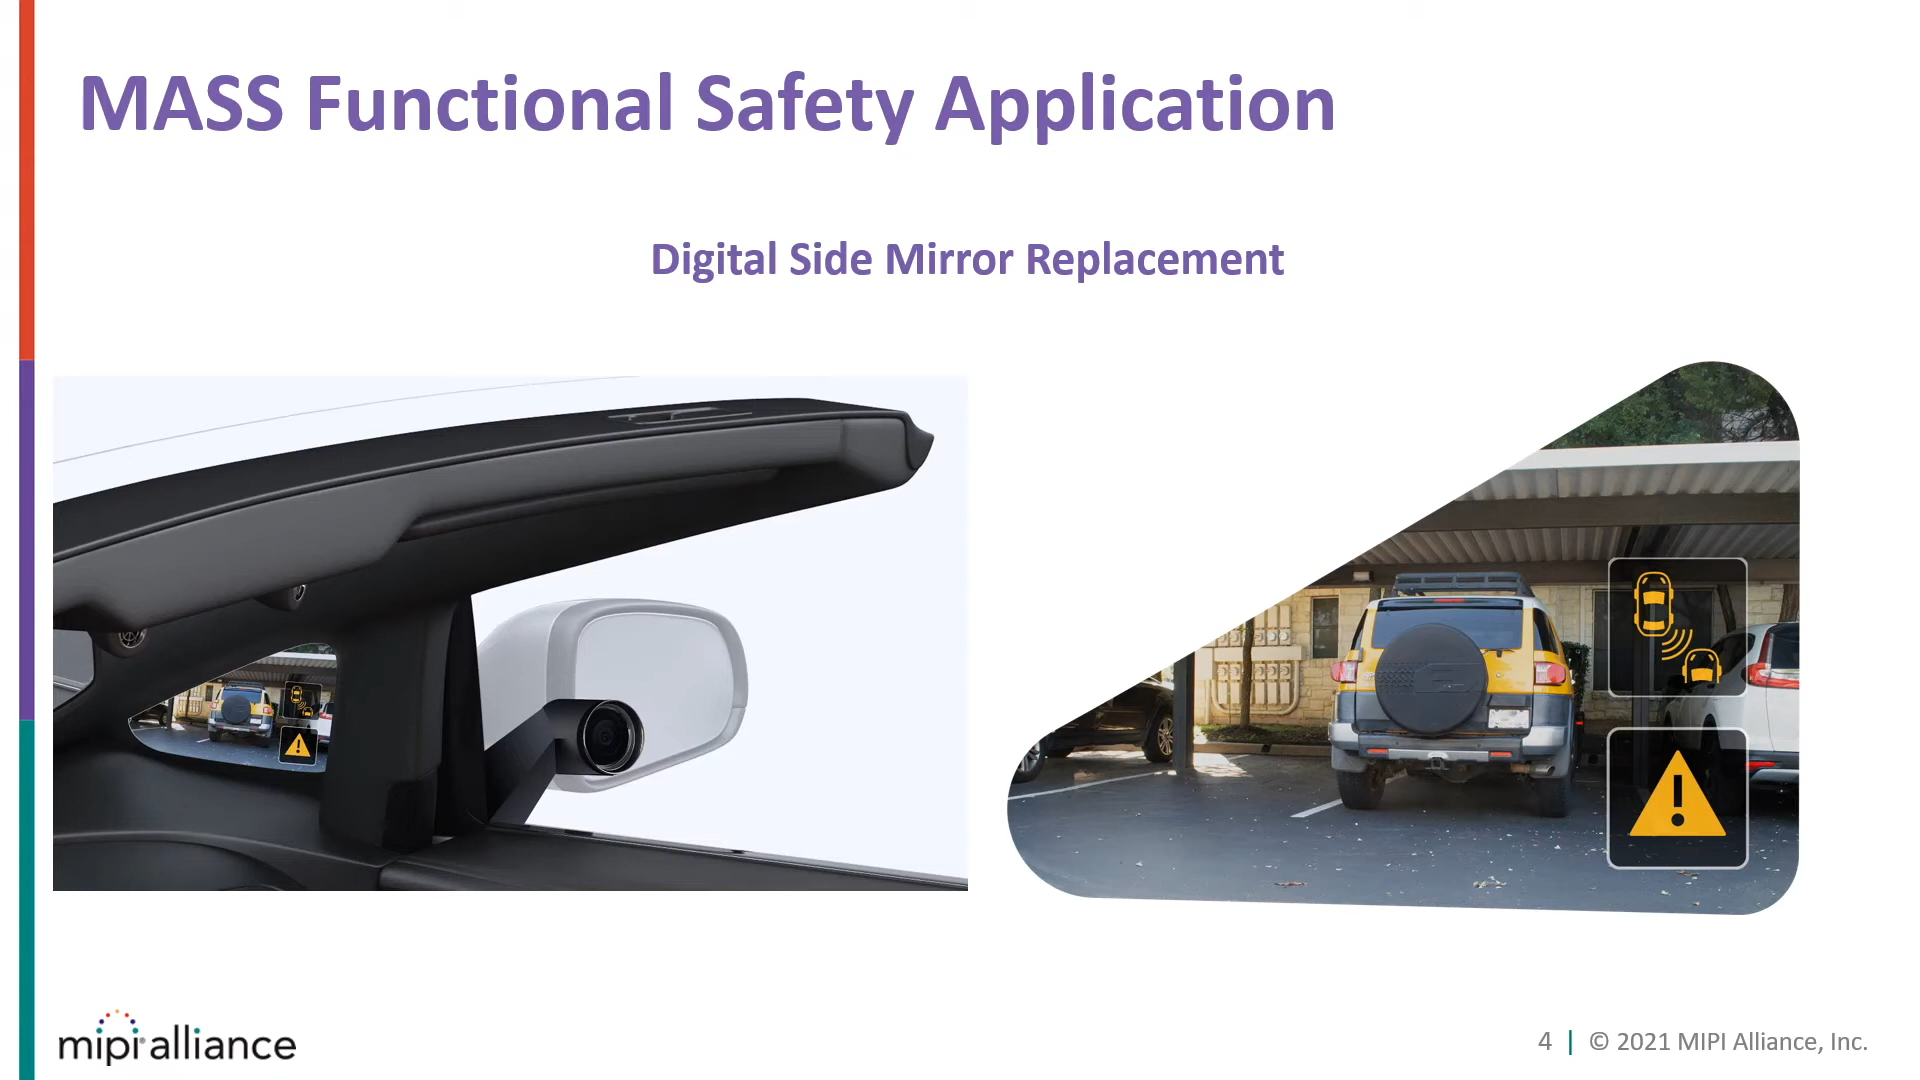 MASS Functional Safety Application
Digital Side Mirror Replacement
mipi alliance
4 | © 2021 MIPI Alliance, Inc.